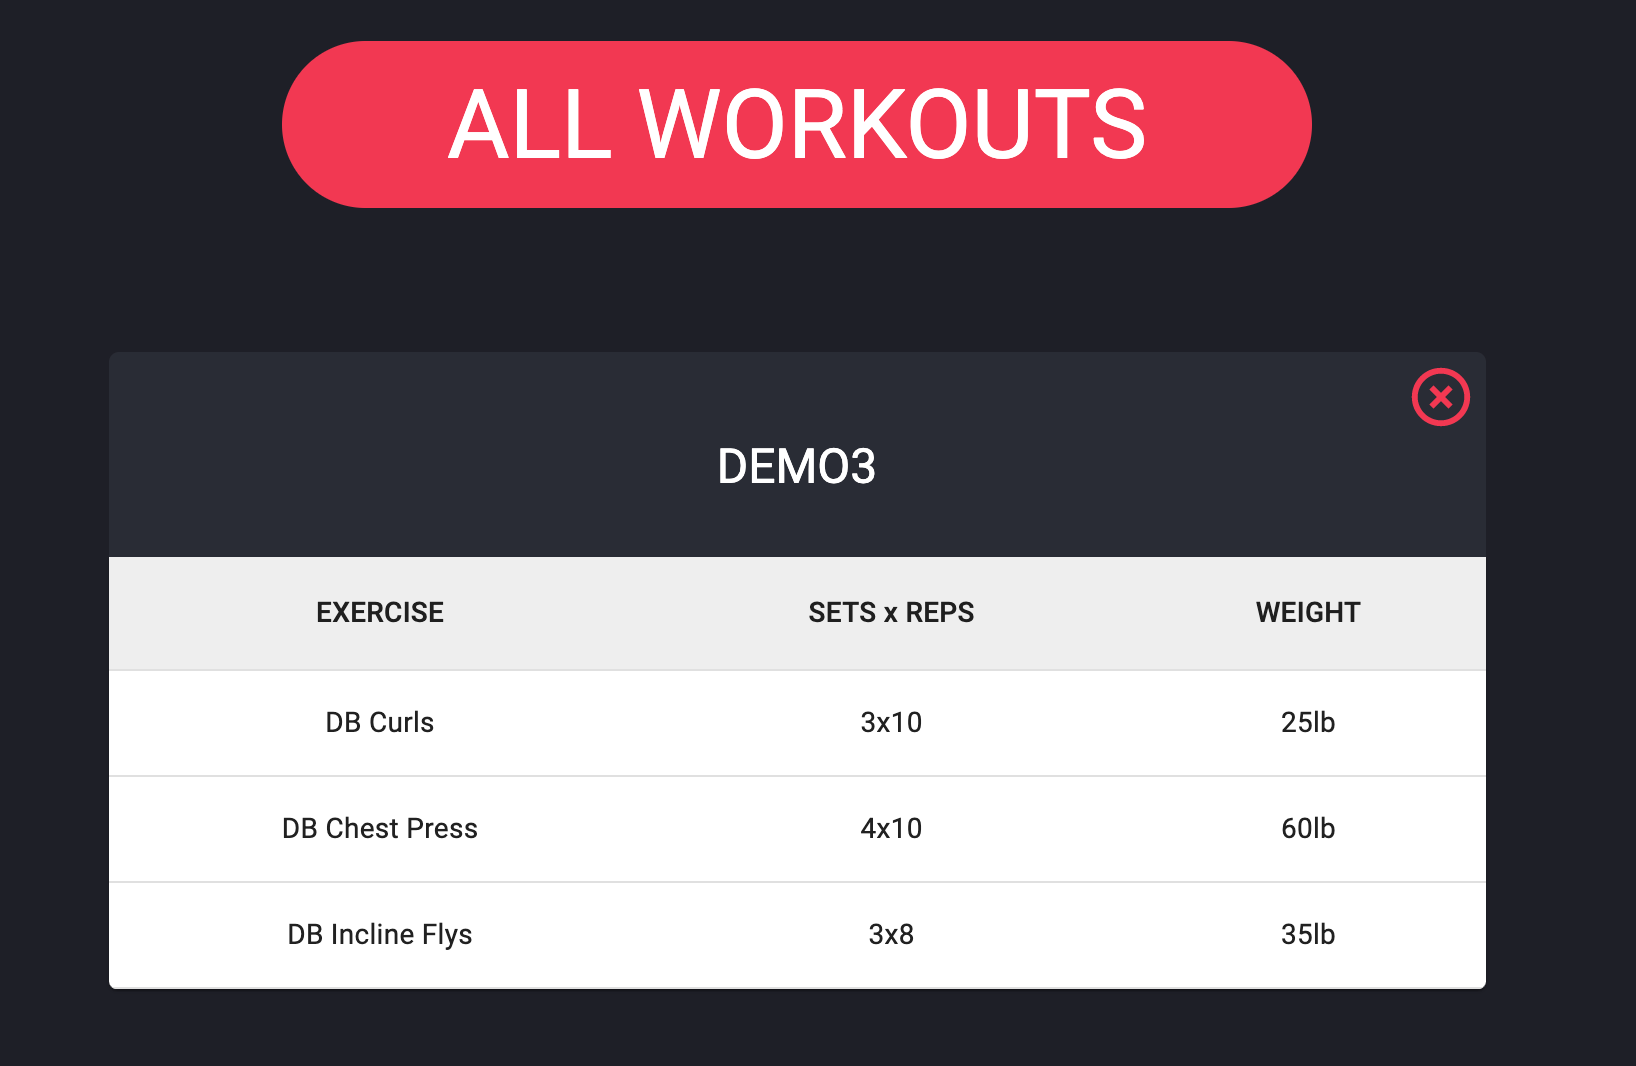 ALL WORKOUTS
DEMO3
EXERCISE SETS x REPS WEIGHT
DB Curls 3x10 25lb
DB Chest Press 4x10 60lb
DB Incline Flys 3x8 35lb